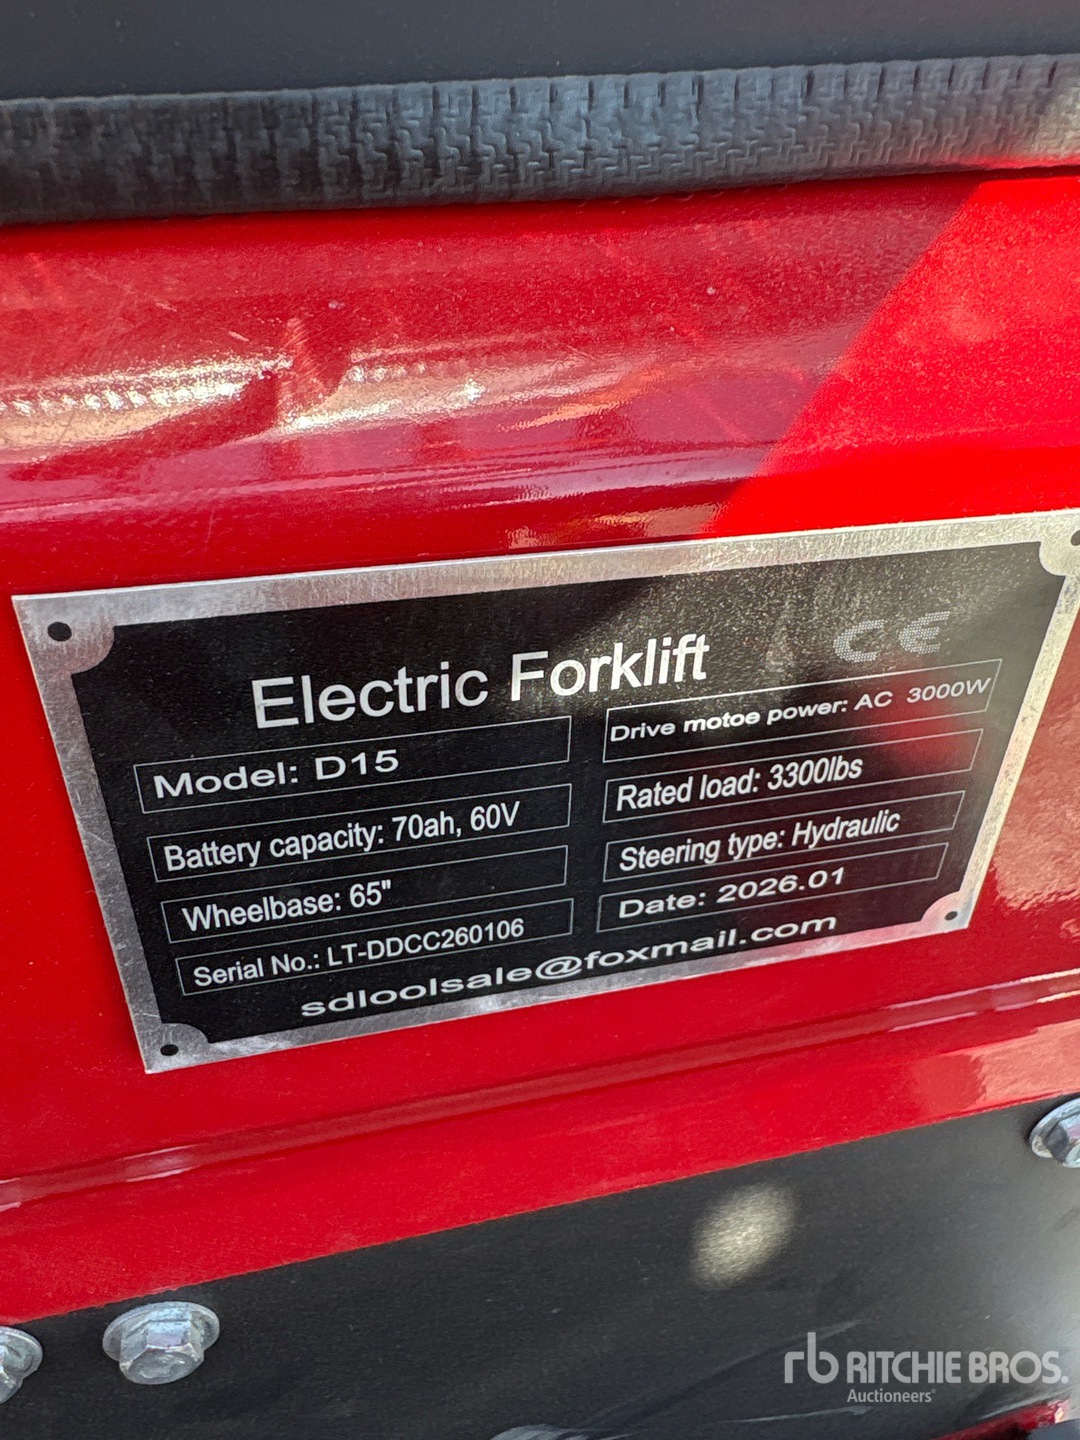 CE
Electric Forklift
Model: D15
Drive motoe power: AC 3000W
Battery capacity: 70ah, 60V
Rated load: 3300lbs
Wheelbase: 65"
Steering type: Hydraulic
Serial No.: LT-DDCC260106
Date: 2026.01
sdloolsale@foxmail.com
rb RITCHIE BROS.
Auctioneers